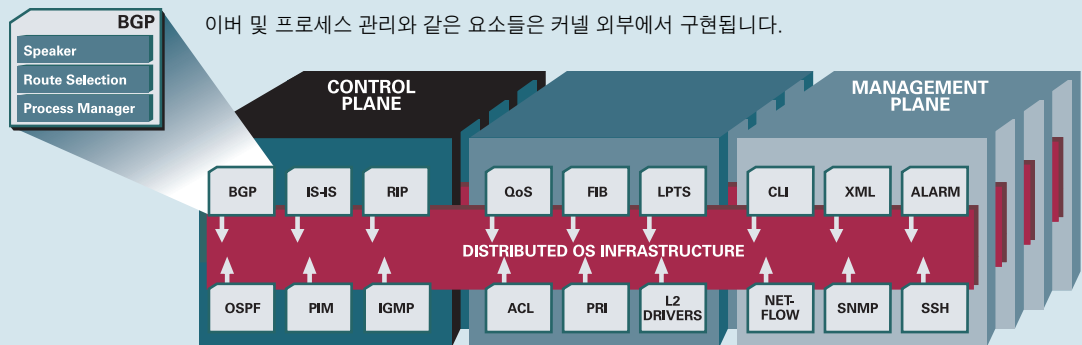 BGP
Speaker
Route Selection
Process Manager
이버 및 프로세스 관리와 같은 요소들은 커널 외부에서 구현됩니다.
CONTROL
PLANE
MANAGEMENT
PLANE
BGP
IS-IS
RIP
QoS
FIB
LPTS
CLI
XML
ALARM
DISTRIBUTED OS INFRASTRUCTURE
OSPF
PIM
IGMP
ACL
PRI
L2
DRIVERS
NET-
FLOW
SNMP
SSH